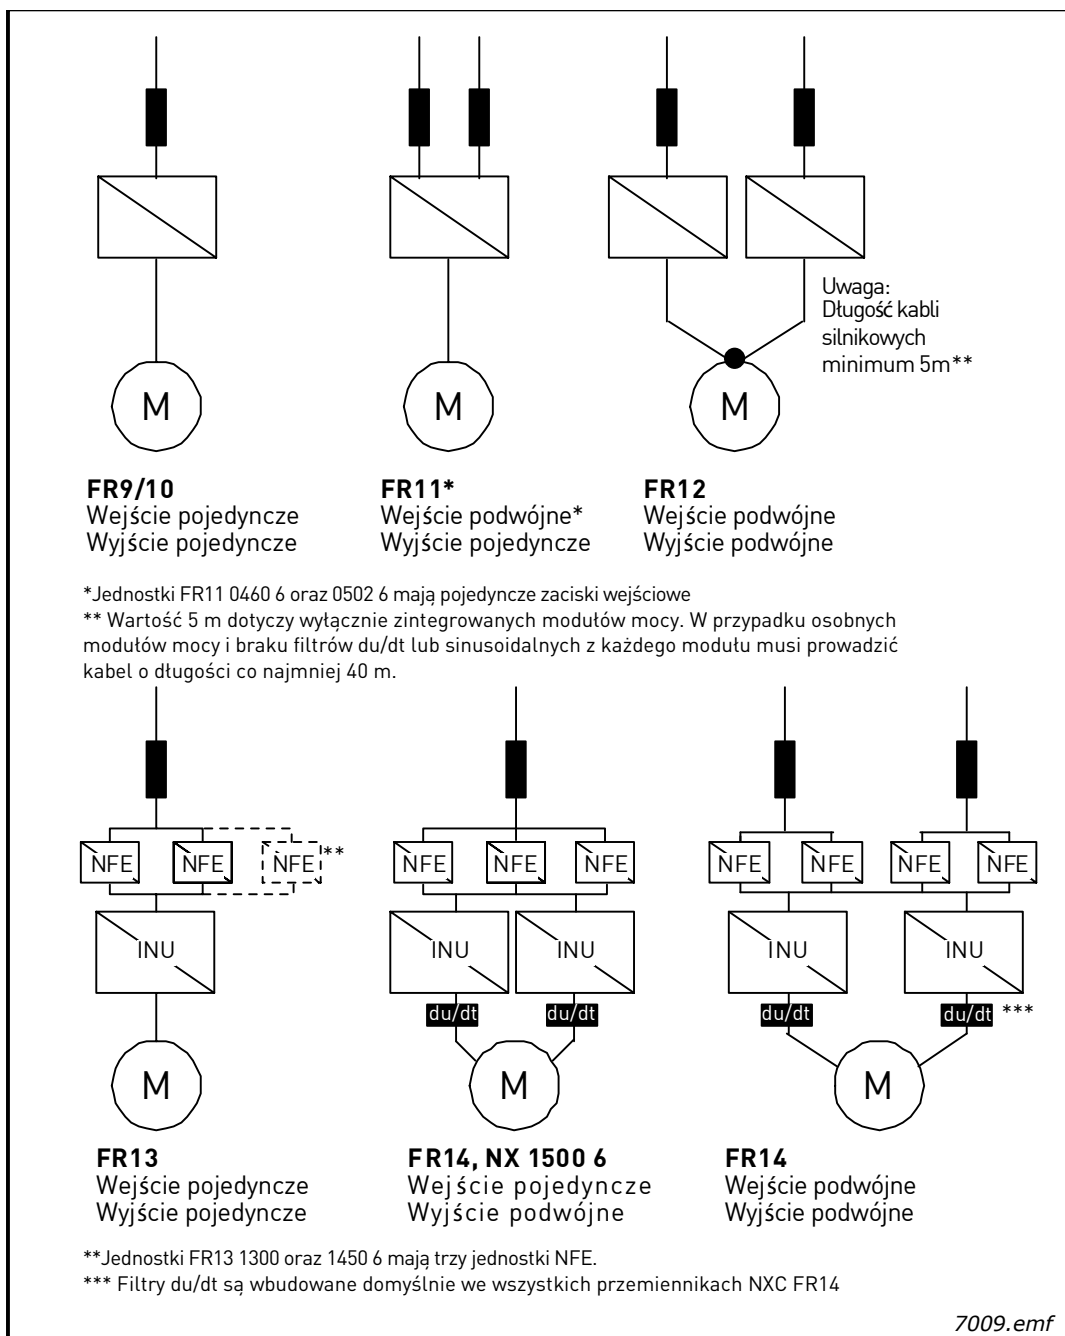 Uwaga:
Długość kabli
silnikowych
minimum 5m**
M
M
M
FR9/10
Wejście pojedyncze
Wyjście pojedyncze
FR11*
Wejście podwójne*
Wyjście pojedyncze
FR12
Wejście podwójne
Wyjście podwójne
*Jednostki FR11 0460 6 oraz 0502 6 mają pojedyncze zaciski wejściowe
** Wartość 5 m dotyczy wyłącznie zintegrowanych modułów mocy. W przypadku osobnych
modułów mocy i braku filtrów du/dt lub sinusoidalnych z każdego modułu musi prowadzić
kabel o długości co najmniej 40 m.
NFE
NFE
NFE
**
NFE
NFE
NFE
NFE
NFE
NFE
NFE
INU
INU
INU
INU
INU
du/dt
du/dt
du/dt
du/dt
***
M
M
M
FR13
Wejście pojedyncze
Wyjście pojedyncze
FR14, NX 1500 6
Wejście pojedyncze
Wyjście podwójne
FR14
Wejście podwójne
Wyjście podwójne
**Jednostki FR13 1300 oraz 1450 6 mają trzy jednostki NFE.
*** Filtry du/dt są wbudowane domyślnie we wszystkich przemiennikach NXC FR14
7009.emf